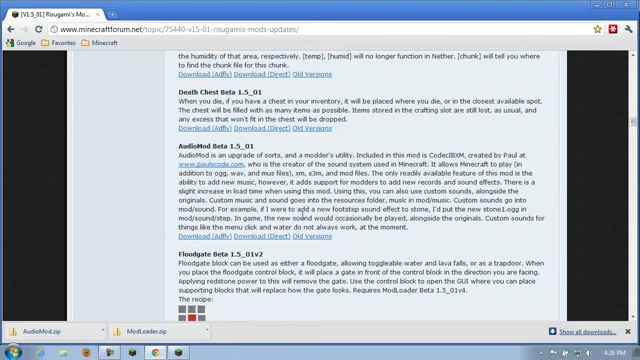 [V1.5_01] Risugamis Mo...
www.minecraftforum.net/topic/75440-v15-01-risugamis-mods-updates/
Google Favorites Minecraft
the humidity of that area, respectively. [temp], [humid] will no longer function in Nether. [chunk] will tell you where
to find the chunk file for this chunk.
Download (Adfly) Download (Direct) Old Versions
Death Chest Beta 1.5_01
When you die, if you have a chest in your inventory, it will be placed where you die, or in the closest available spot.
The chest will be filled with as many items as possible. Items stored in the crafting slot are still lost, as usual, and
any excess that won't fit in the chest will be dropped.
Download (Adfly) Download (Direct) Old Versions
AudioMod Beta 1.5_01
AudioMod is an upgrade of sorts, and a modder's utility. Included in this mod is CodecIBXM, created by Paul at
www.paulscode.com, who is the creator of the sound system used in Minecraft. It allows Minecraft to play (in
addition to ogg, wav, and mus files), xm, s3m, and mod files. The only readily available feature of this mod is the
ability to add new music, however, it adds support for modders to add new records and sound effects. There is a
slight increase in load time when using this mod. Using this, you can also use custom sounds, alongside the
originals. Custom music and sound goes into the resources folder, music in mod/music. Custom sounds go into
mod/sound. For example, if I were to add a new footstep sound effect to stone, I'd put the new stone1.ogg in
mod/sound/step. In game, the new sound would occasionally be played, alongside the originals. Custom sounds for
things like the menu click and water do not always work, at the moment.
Download (Adfly) Download (Direct) Old Versions
Floodgate Beta 1.5_01v2
Floodgate block can be used as either a floodgate, allowing toggleable water and lava falls, or as a trapdoor. When
you place the floodgate control block, it will place a gate in front of the control block in the direction you are facing.
Applying redstone power to this will remove the gate. Use the control block to open the GUI where you can place
supporting blocks that will replace how the gate looks. Requires ModLoader Beta 1.5_01v4.
The recipe:
AudioMod.zip ModLoader.zip Show all downloads...
4:26 PM